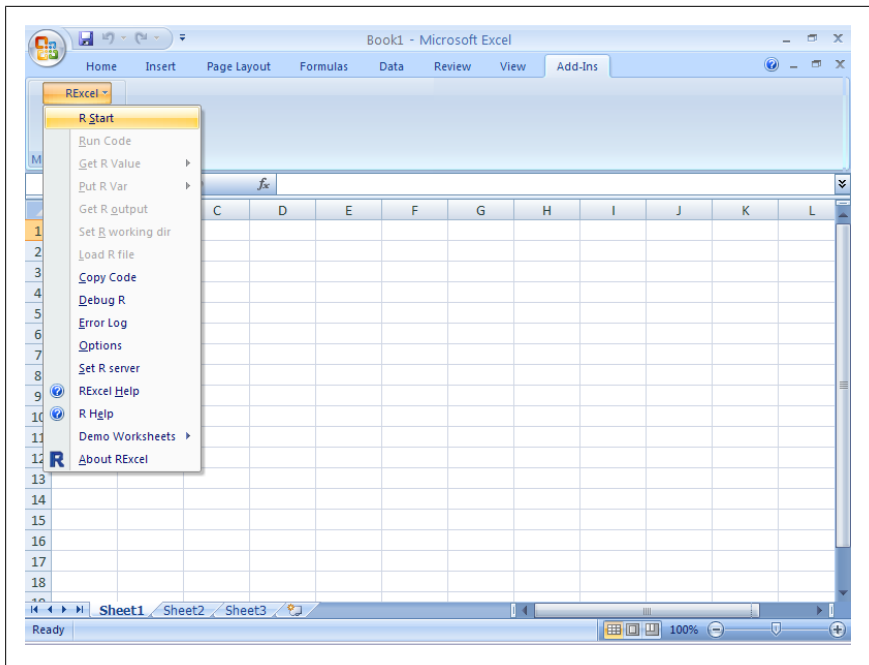 Book1 - Microsoft Excel
Home Insert Page Layout Formulas Data Review View Add-Ins
RExcel
R Start
Run Code
M
Get R Value
Put R Var
fx
Get R output
C D E F G H I J K L
1
Set R working dir
2
Load R file
3
Copy Code
4
Debug R
5
Error Log
6
Options
7
Set R server
8
RExcel Help
9
R Help
10
Demo Worksheets
11
R About RExcel
12
13
14
15
16
17
18
Sheet1 Sheet2 Sheet3
Ready 100%